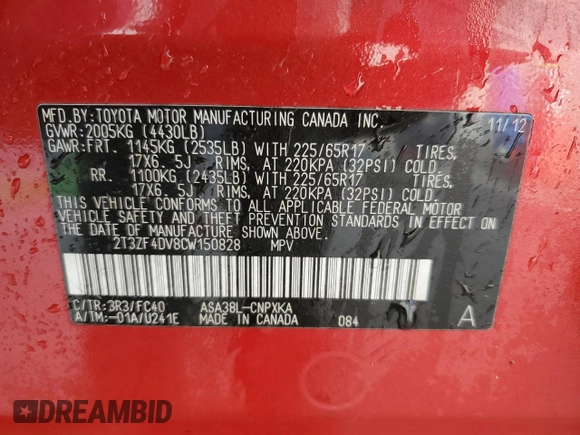 MFD.BY:TOYOTA MOTOR MANUFACTURING CANADA INC. 11/12
GVWR:2005KG (4430LB)
GAWR:FRT. 1145KG (2535LB) WITH 225/65R17 TIRES,
17X6. 5J RIMS, AT 220KPA (32PSI) COLD
RR. 1100KG (2435LB) WITH 225/65R17 TIRES,
17X6. 5J RIMS, AT 220KPA (32PSI) COLD
THIS VEHICLE CONFORMS TO ALL APPLICABLE FEDERAL MOTOR
VEHICLE SAFETY AND THEFT PREVENTION STANDARDS IN EFFECT ON
THE DATE OF MANUFACTURE SHOWN ABOVE.
2T3ZF4DV8CW150828 MPV
C/TR:3R3/FC40 ASA38L-CNPXKA
A/TM:-01A/U241E MADE IN CANADA 084 A
DREAMBID